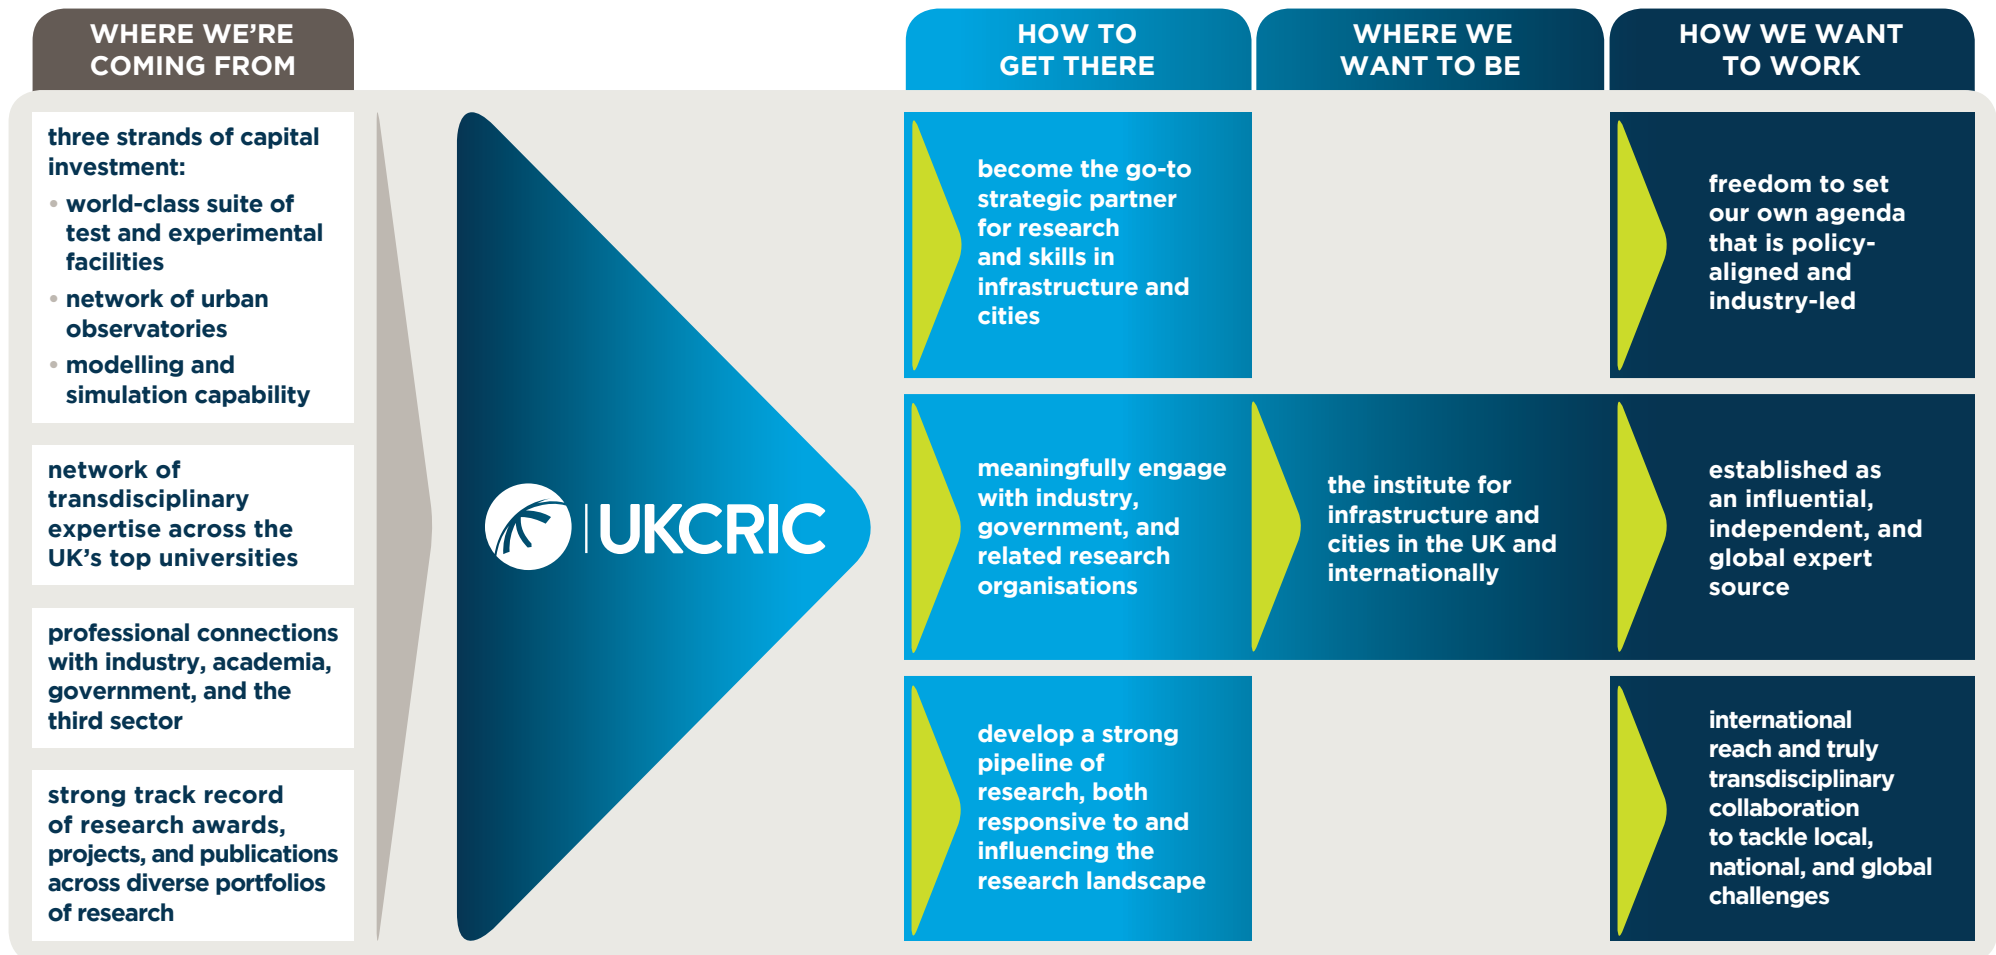 WHERE WE’RE
COMING FROM
three strands of capital
investment:
• world-class suite of
test and experimental
facilities
• network of urban
observatories
• modelling and
simulation capability
network of
transdisciplinary
expertise across the
UK’s top universities
professional connections
with industry, academia,
government, and the
third sector
strong track record
of research awards,
projects, and publications
across diverse portfolios
of research
UKCRIC
HOW TO
GET THERE
become the go-to
strategic partner
for research
and skills in
infrastructure and
cities
meaningfully engage
with industry,
government, and
related research
organisations
develop a strong
pipeline of
research, both
responsive to and
influencing the
research landscape
WHERE WE
WANT TO BE
the institute for
infrastructure and
cities in the UK and
internationally
HOW WE WANT
TO WORK
freedom to set
our own agenda
that is policy-
aligned and
industry-led
established as
an influential,
independent, and
global expert
source
international
reach and truly
transdisciplinary
collaboration
to tackle local,
national, and global
challenges